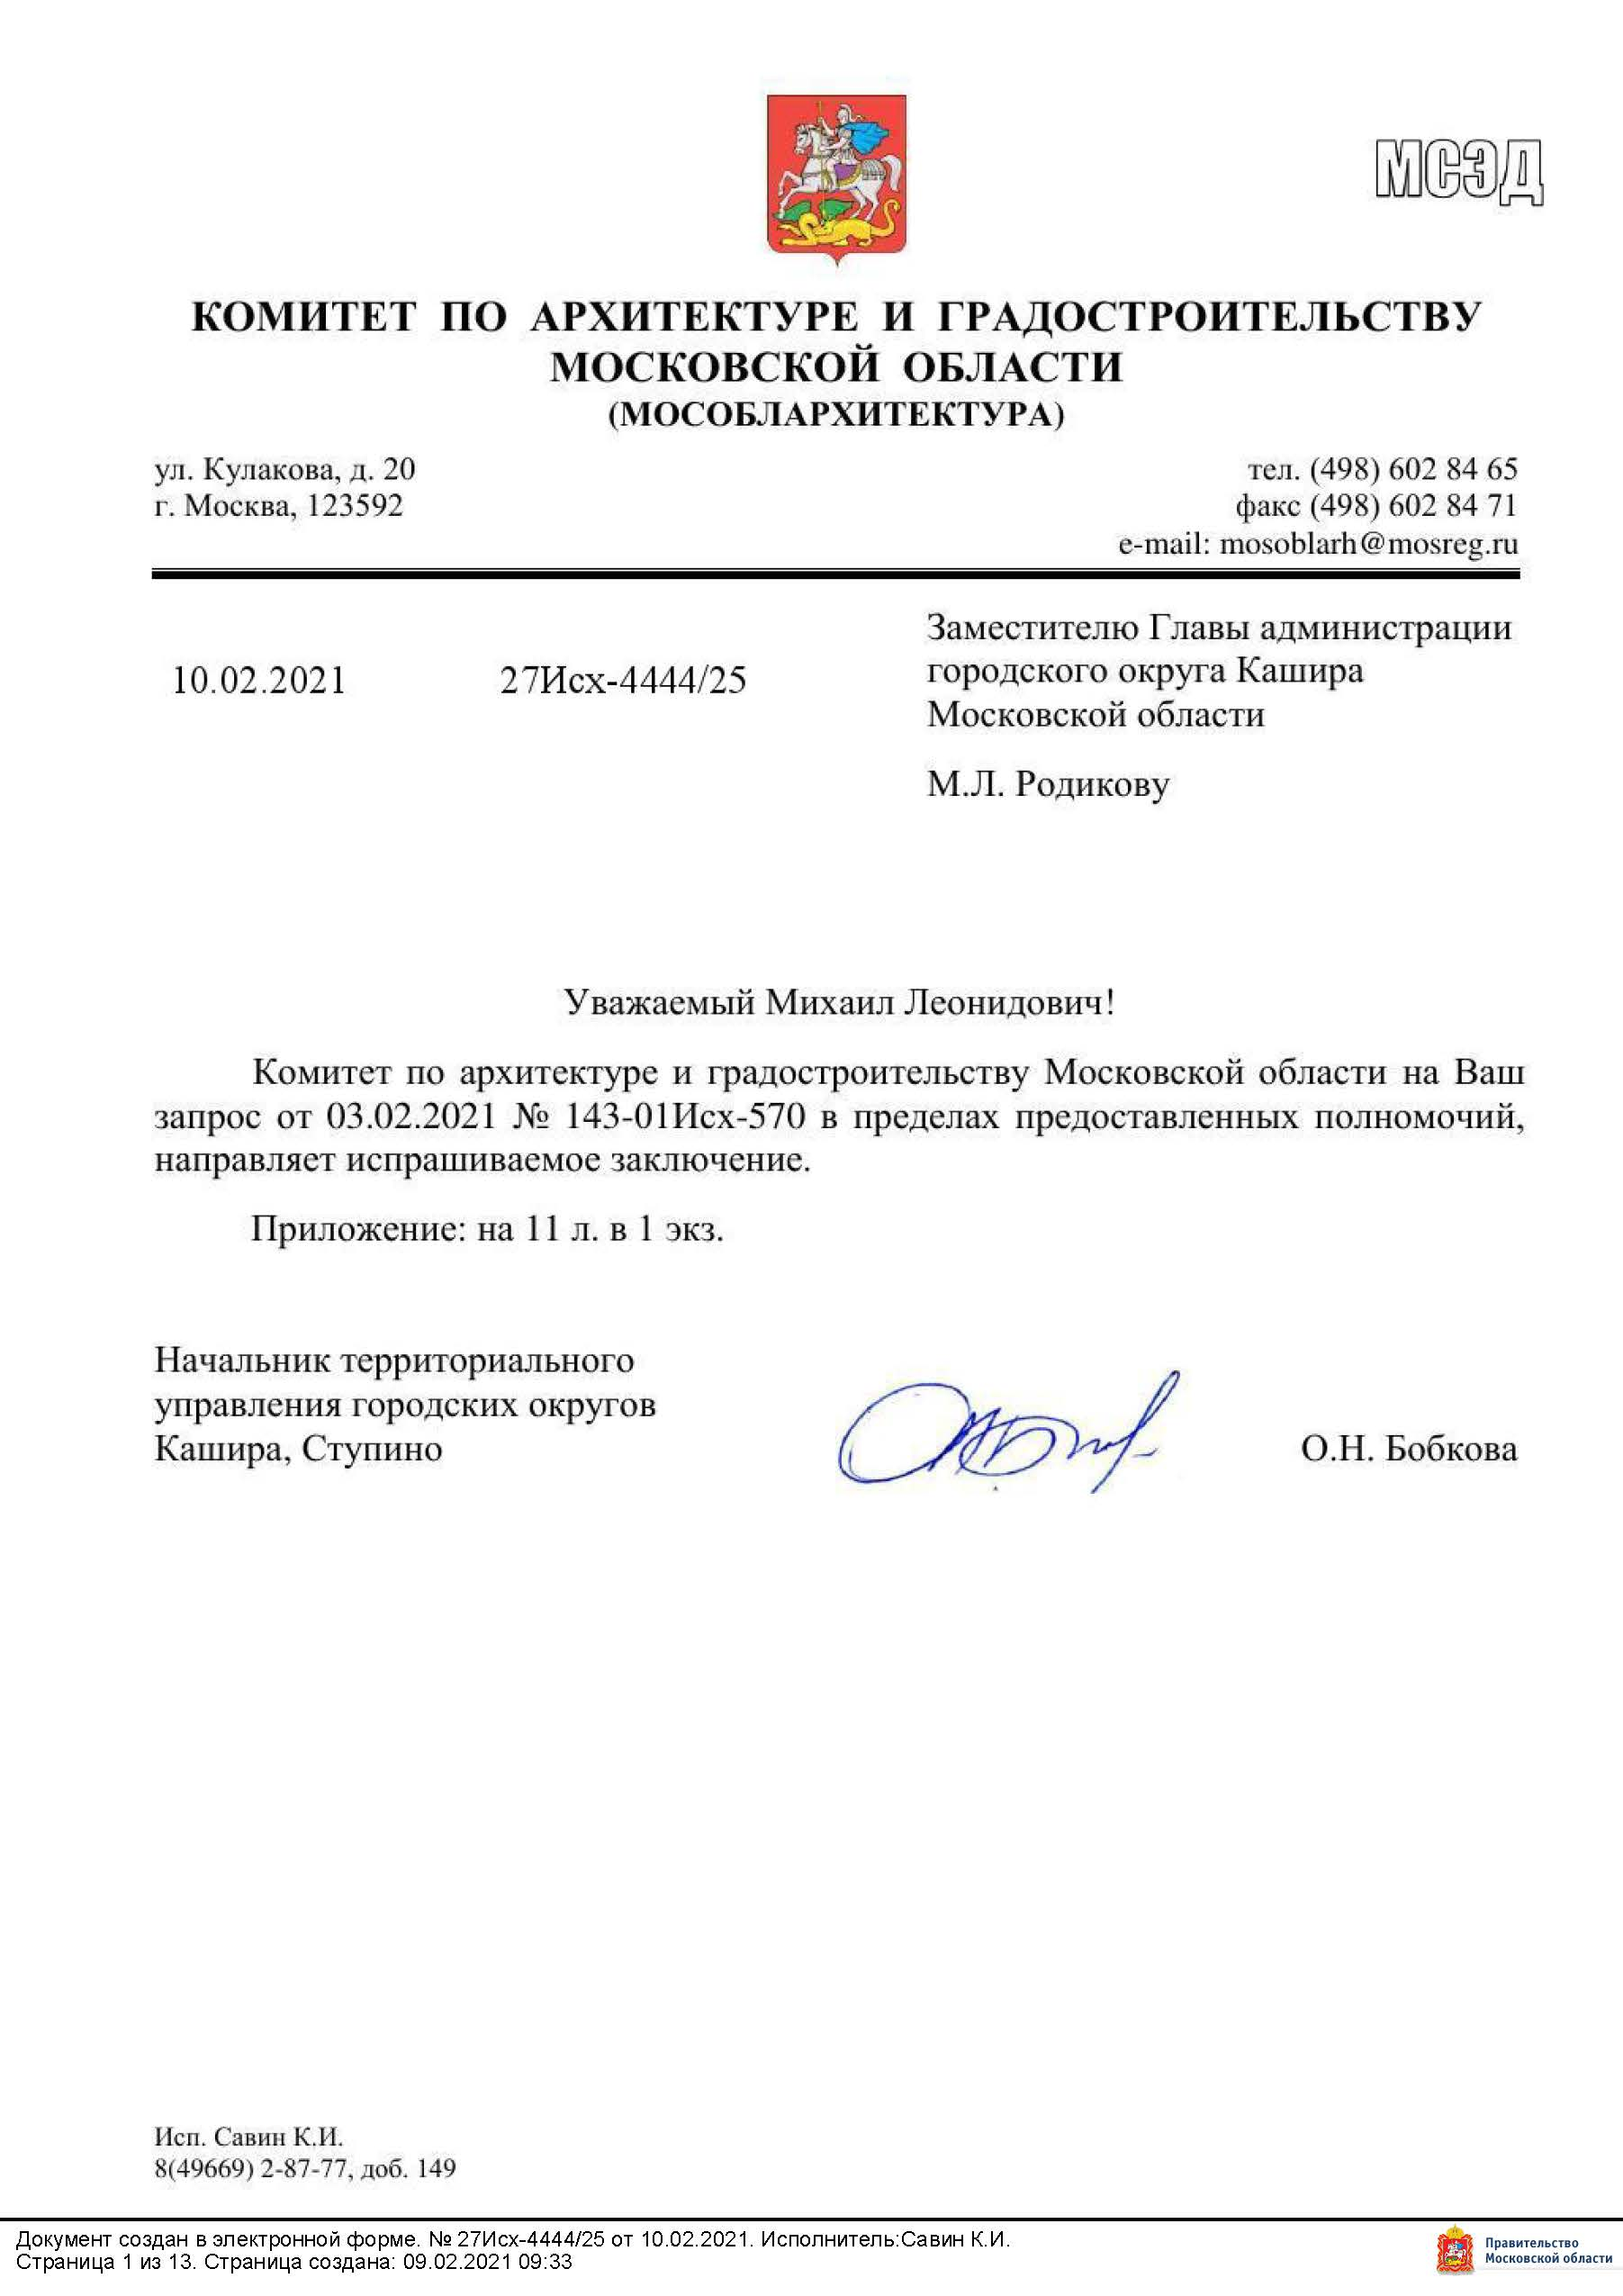 МСЭД
КОМИТЕТ ПО АРХИТЕКТУРЕ И ГРАДОСТРОИТЕЛЬСТВУ
МОСКОВСКОЙ ОБЛАСТИ
(МОСОБЛАРХИТЕКТУРА)
ул. Кулакова, д. 20
г. Москва, 123592
тел. (498) 602 84 65
факс (498) 602 84 71
e-mail: mosoblarh@mosreg.ru
10.02.2021 27Исх-4444/25
Заместителю Главы администрации
городского округа Кашира
Московской области
М.Л. Родикову
Уважаемый Михаил Леонидович!
Комитет по архитектуре и градостроительству Московской области на Ваш
запрос от 03.02.2021 № 143-01Исх-570 в пределах предоставленных полномочий,
направляет испрашиваемое заключение.
Приложение: на 11 л. в 1 экз.
Начальник территориального
управления городских округов
Кашира, Ступино
О.Н. Бобкова
Исп. Савин К.И.
8(49669) 2-87-77, доб. 149
Документ создан в электронной форме. № 27Исх-4444/25 от 10.02.2021. Исполнитель:Савин К.И.
Страница 1 из 13. Страница создана: 09.02.2021 09:33
Правительство
Московской области